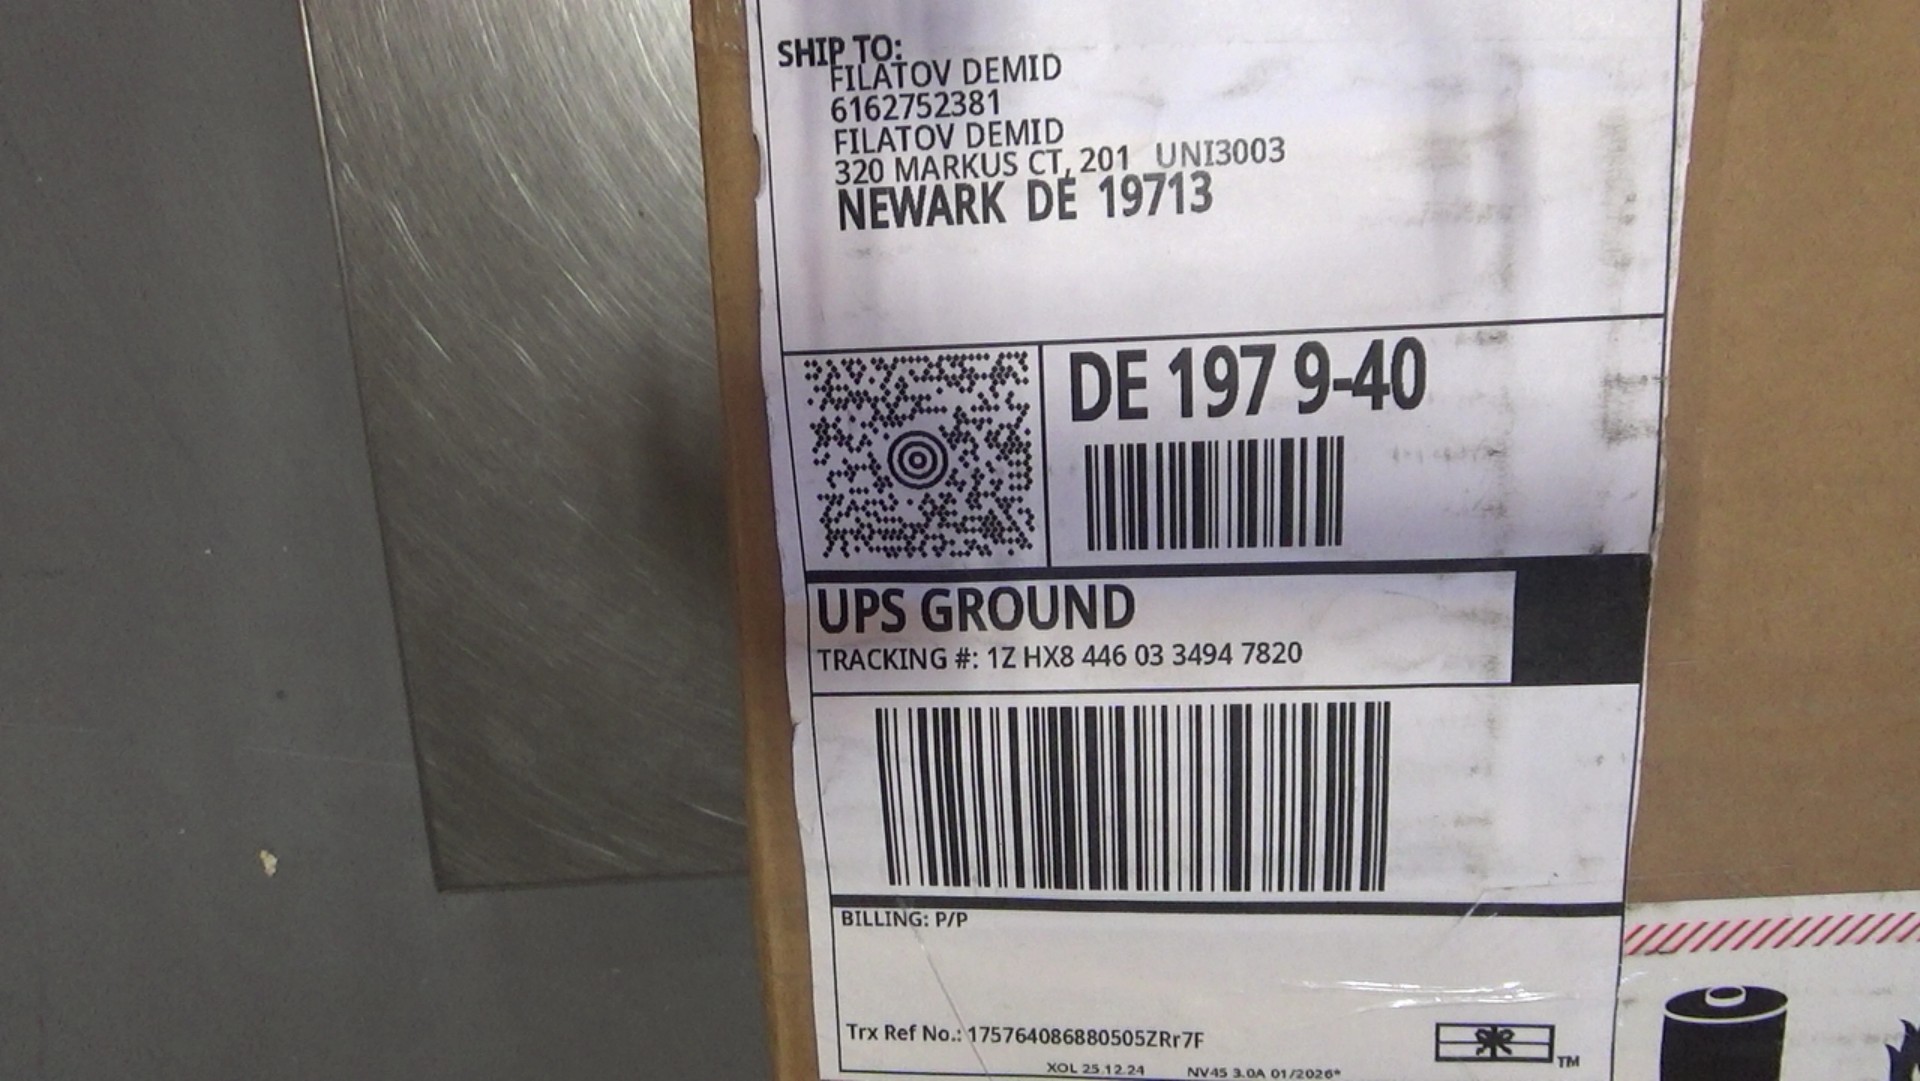 SHIP TO:
FILATOV DEMID
6162752381
FILATOV DEMID
320 MARKUS CT, 201 UNI3003
NEWARK DE 19713
DE 197 9-40
UPS GROUND
TRACKING #: 1Z HX8 446 03 3494 7820
BILLING: P/P
Trx Ref No.: 175764086880505ZRr7F
TM
XOL 25.12.24 NV45 3.0A 01/2026*